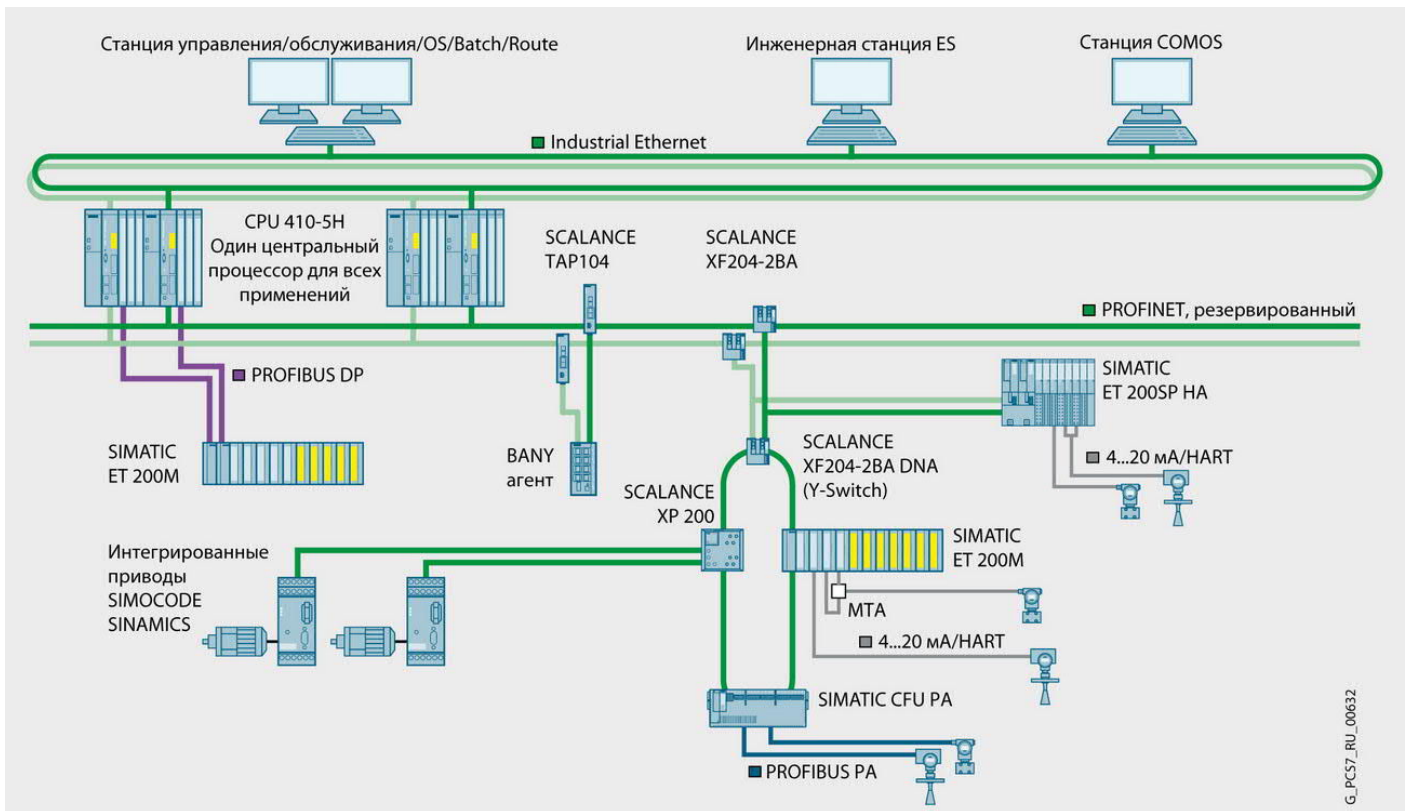 Станция управления/обслуживания/OS/Batch/Route
Инженерная станция ES
Станция COMOS
Industrial Ethernet
CPU 410-5H
Один центральный
процессор для всех
применений
SCALANCE
TAP104
SCALANCE
XF204-2BA
PROFINET, резервированный
PROFIBUS DP
SIMATIC
ET 200SP HA
SIMATIC
ET 200M
BANY
агент
SCALANCE
XF204-2BA DNA
(Y-Switch)
4...20 мА/HART
SCALANCE
XP 200
Интегрированные
приводы
SIMOCODE
SINAMICS
SIMATIC
ET 200M
MTA
4...20 мА/HART
SIMATIC CFU PA
PROFIBUS PA
G_PCS7_RU_00632